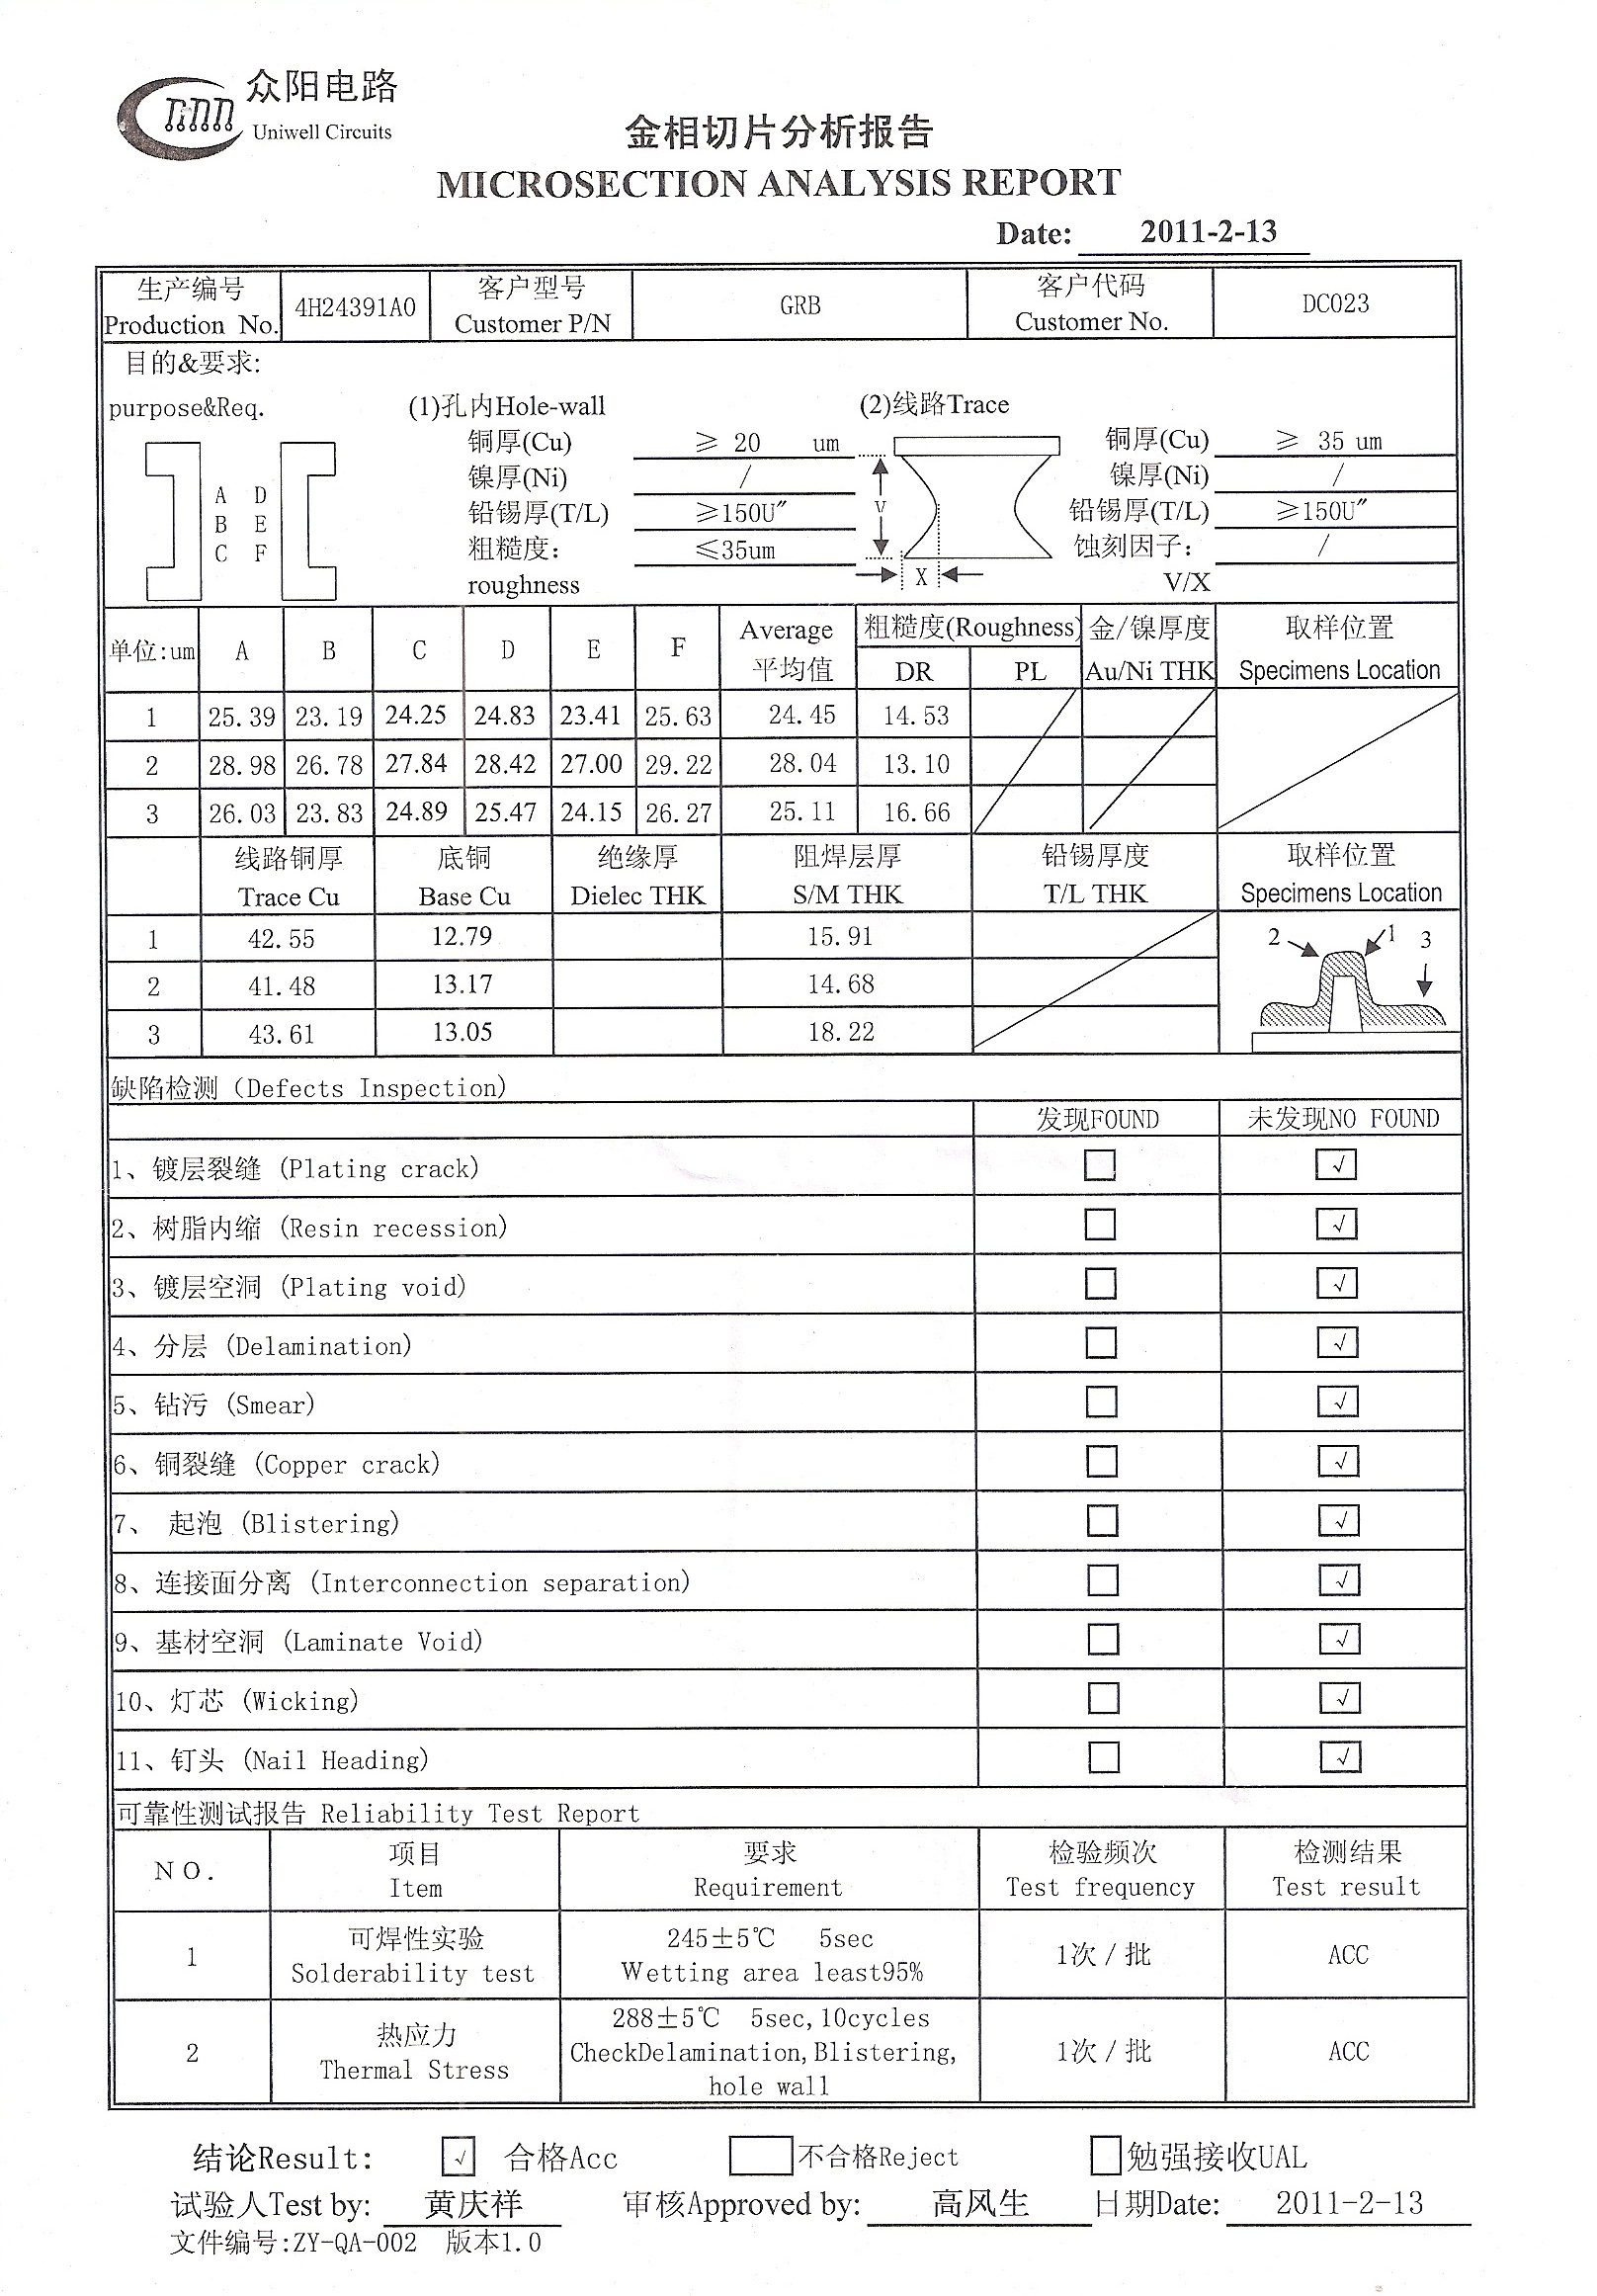 众阳电路
Uniwell Circuits
金相切片分析报告
MICROSECTION ANALYSIS REPORT
Date: 2011-2-13
生产编号 Production No. 4H24391A0 客户型号 Customer P/N GRB 客户代码 Customer No. DC023
目的&要求:
purpose&Req. (1)孔内Hole-wall (2)线路Trace
铜厚(Cu) ≥ 20 um 铜厚(Cu) ≥ 35 um
镍厚(Ni) / 镍厚(Ni) /
铅锡厚(T/L) ≥150U″ 铅锡厚(T/L) ≥150U″
粗糙度: ≤35um 蚀刻因子: /
roughness V/X
A D
B E
C F
V
X
单位:um A B C D E F Average 平均值 粗糙度(Roughness) DR PL 金/镍厚度 Au/Ni THK 取样位置 Specimens Location
1 25.39 23.19 24.25 24.83 23.41 25.63 24.45 14.53
2 28.98 26.78 27.84 28.42 27.00 29.22 28.04 13.10
3 26.03 23.83 24.89 25.47 24.15 26.27 25.11 16.66
线路铜厚 底铜 绝缘厚 阻焊层厚 铅锡厚度 取样位置
Trace Cu Base Cu Dielec THK S/M THK T/L THK Specimens Location
1 42.55 12.79 15.91
2 41.48 13.17 14.68
3 43.61 13.05 18.22
2 1 3
缺陷检测 (Defects Inspection)
发现FOUND 未发现NO FOUND
1、镀层裂缝 (Plating crack) √
2、树脂内缩 (Resin recession) √
3、镀层空洞 (Plating void) √
4、分层 (Delamination) √
5、钻污 (Smear) √
6、铜裂缝 (Copper crack) √
7、 起泡 (Blistering) √
8、连接面分离 (Interconnection separation) √
9、基材空洞 (Laminate Void) √
10、灯芯 (Wicking) √
11、钉头 (Nail Heading) √
可靠性测试报告 Reliability Test Report
NO. 项目 Item 要求 Requirement 检验频次 Test frequency 检测结果 Test result
1 可焊性实验 Solderability test 245±5℃ 5sec Wetting area least95% 1次/批 ACC
2 热应力 Thermal Stress 288±5℃ 5sec,10cycles CheckDelamination,Blistering, hole wall 1次/批 ACC
结论Result: √ 合格Acc 不合格Reject 勉强接收UAL
试验人Test by: 黄庆祥 审核Approved by: 高风生 日期Date: 2011-2-13
文件编号:ZY-QA-002 版本1.0